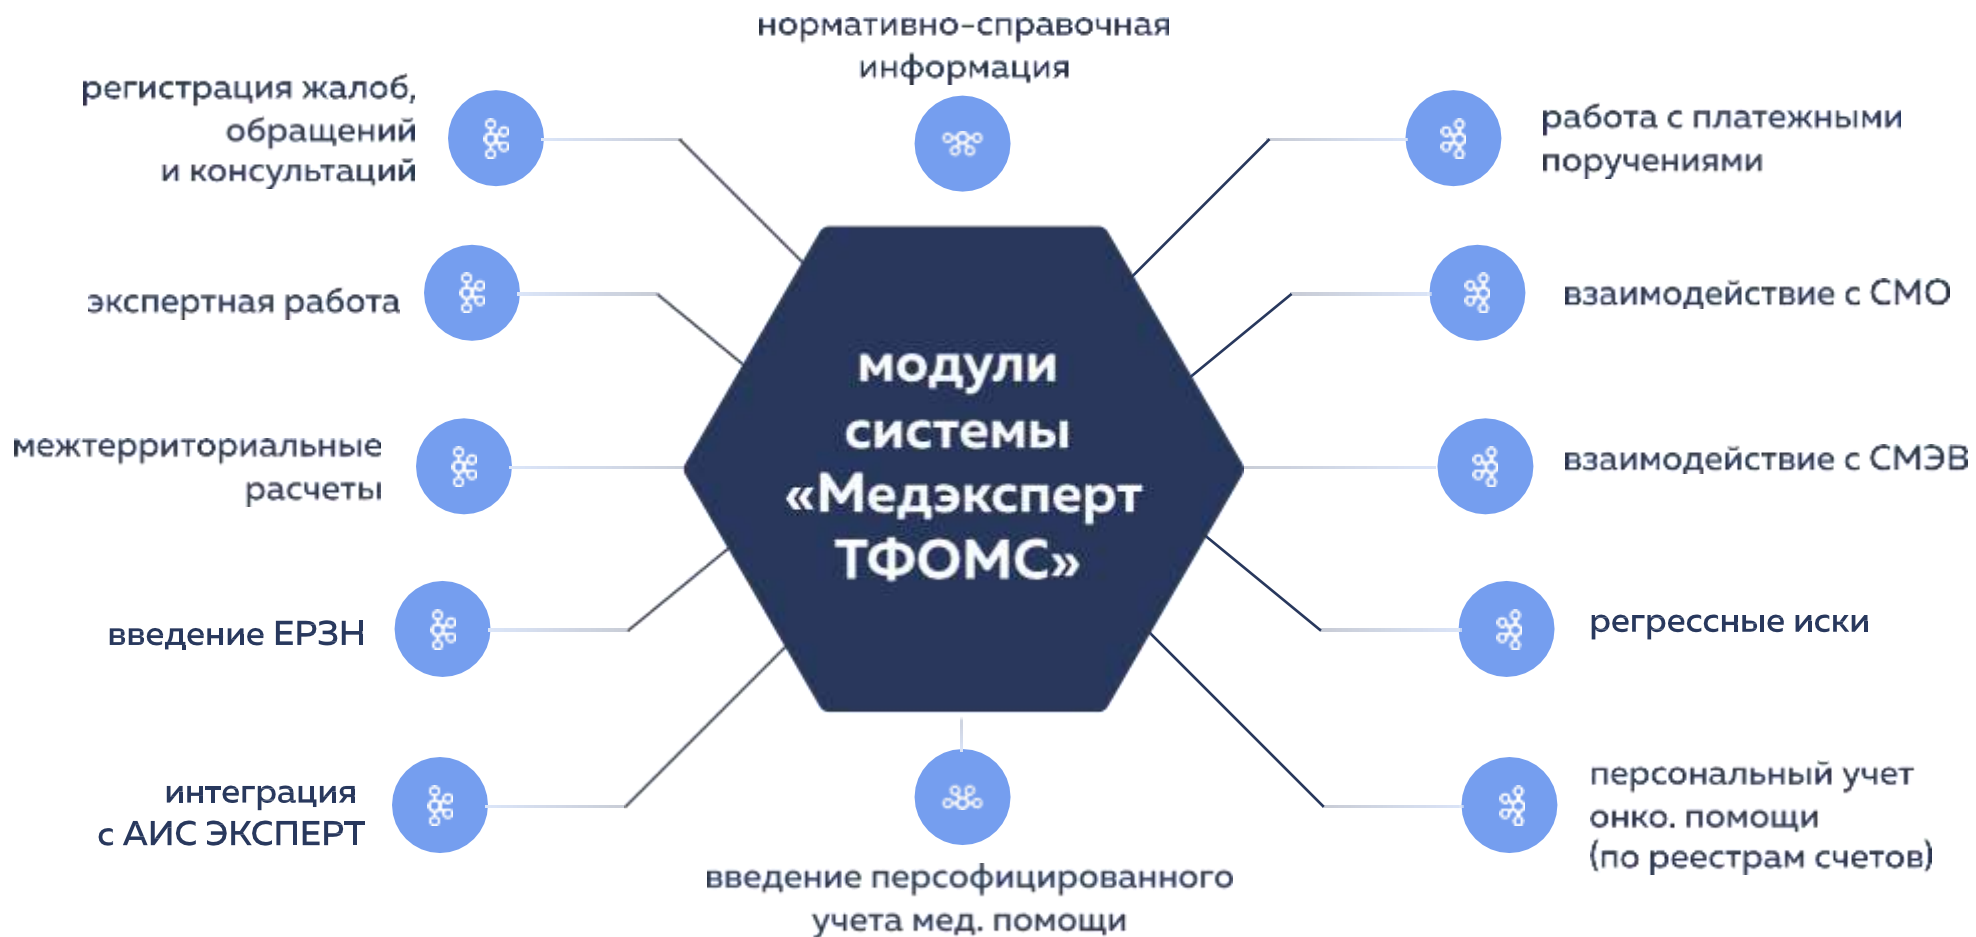 нормативно-справочная
информация
регистрация жалоб,
обращений
и консультаций
экспертная работа
межтерриториальные
расчеты
введение ЕРЗН
интеграция
с АИС ЭКСПЕРТ
модули
системы
«Медэксперт
ТФОМС»
работа с платежными
поручениями
взаимодействие с СМО
взаимодействие с СМЭВ
регрессные иски
персональный учет
онко. помощи
(по реестрам счетов)
введение персофицированного
учета мед. помощи